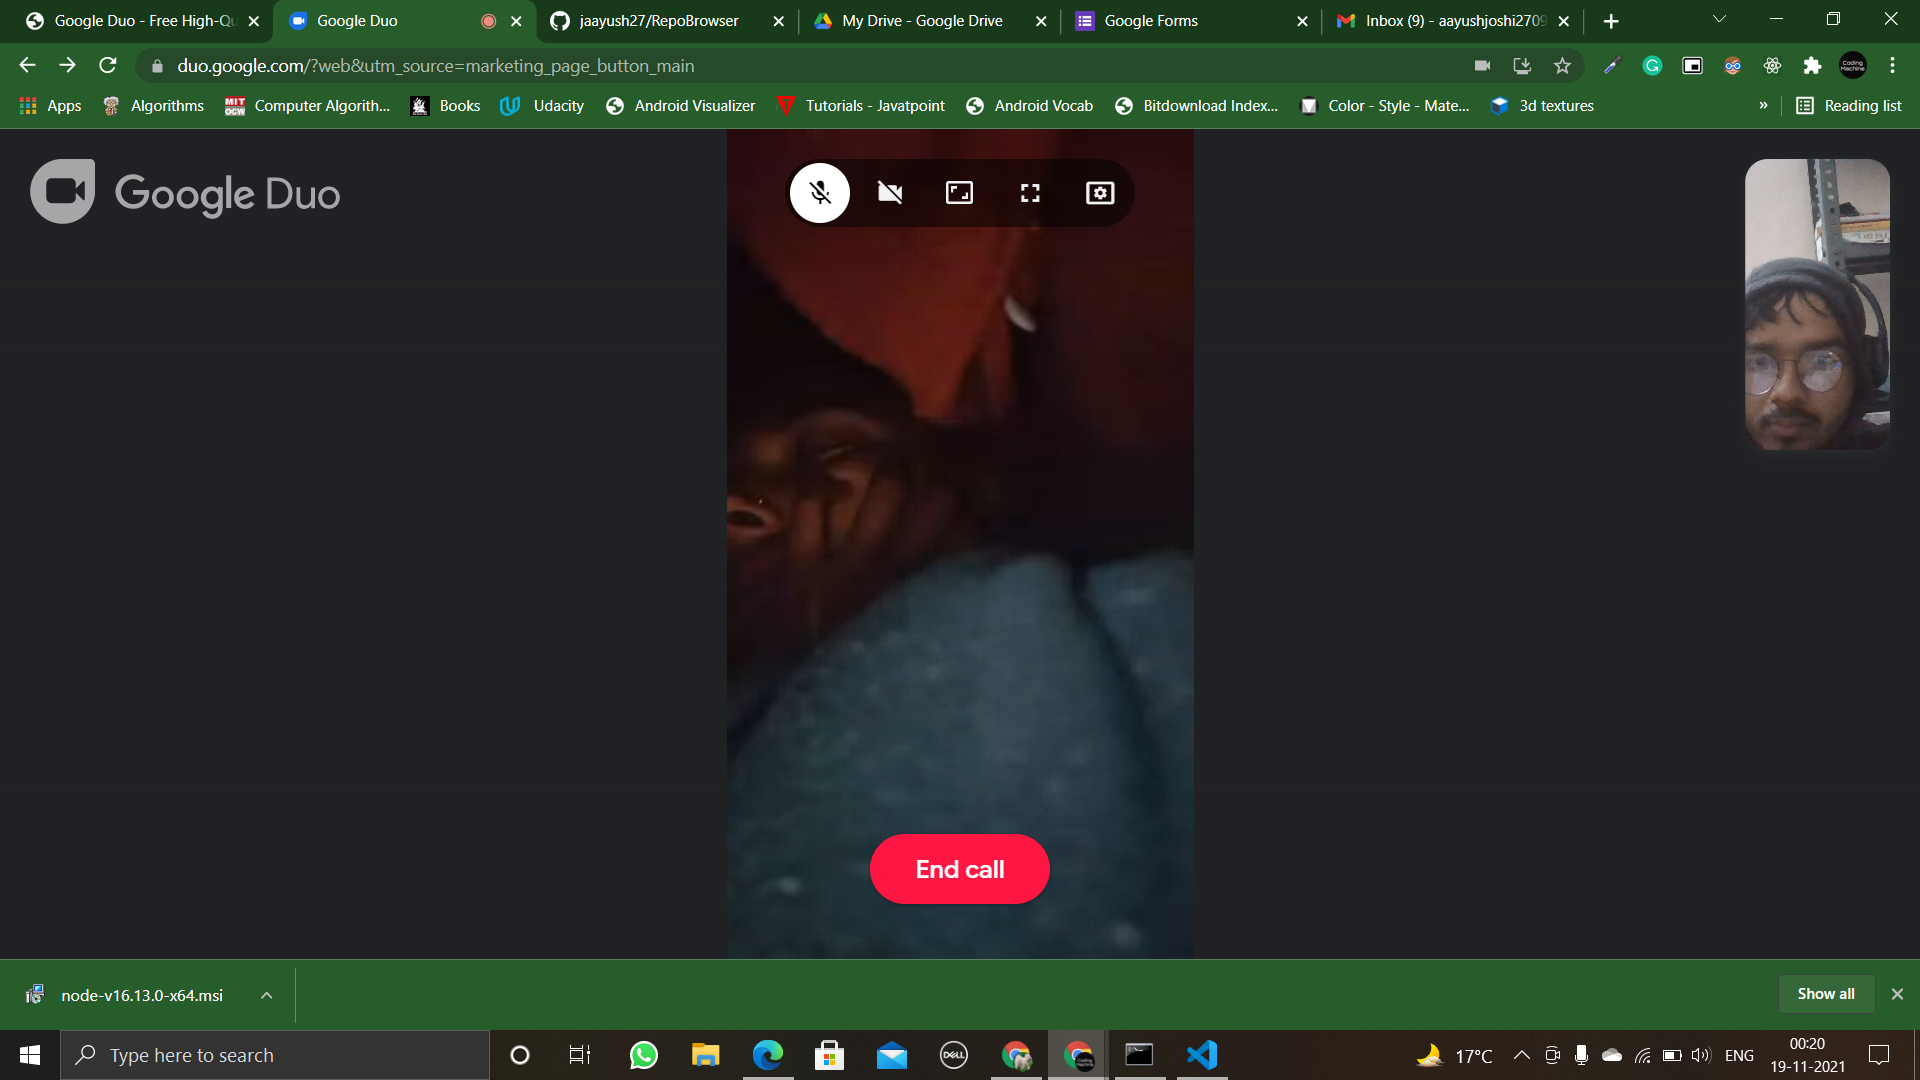 Google Duo - Free High-Qu
Google Duo
jaayush27/RepoBrowser
My Drive - Google Drive
Google Forms
Inbox (9) - aayushjoshi2709
duo.google.com/?web&utm_source=marketing_page_button_main
Apps
Algorithms
MIT OCW
Computer Algorith...
Books
Udacity
Android Visualizer
Tutorials - Javatpoint
Android Vocab
Bitdownload Index...
Color - Style - Mate...
3d textures
»
Reading list
Google Duo
End call
node-v16.13.0-x64.msi
Show all
Type here to search
DELL
17°C
ENG
00:20
19-11-2021